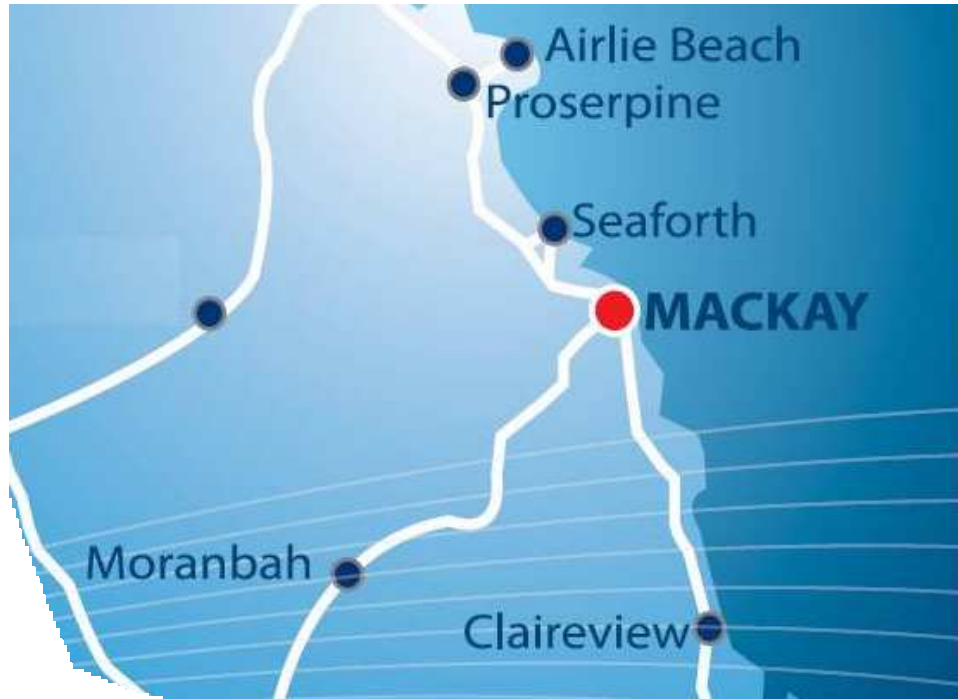 Airlie Beach
Proserpine
Seaforth
MACKAY
Moranbah
Claireview